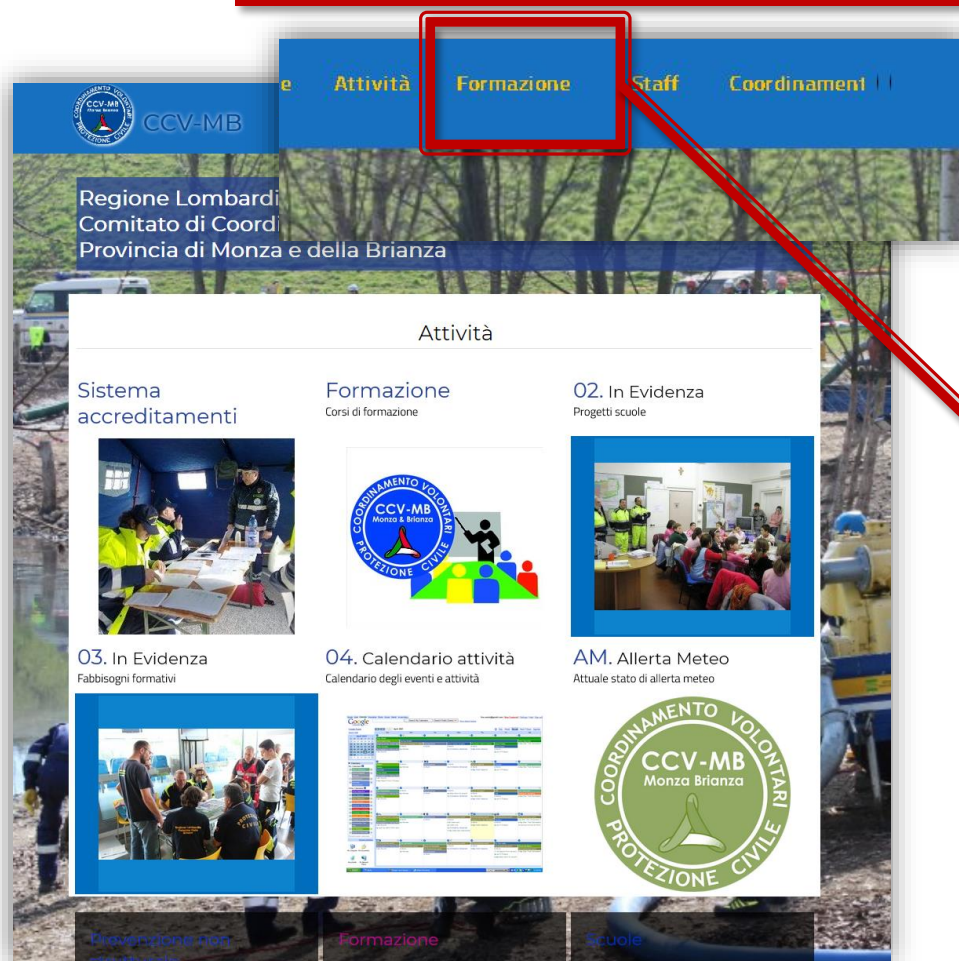 Attività Formazione Staff Coordinament
CCV-MB
Regione Lombardi
Comitato di Coordi
Provincia di Monza e della Brianza
Attività
Sistema
accreditamenti
Formazione
Corsi di formazione
02. In Evidenza
Progetti scuole
COORDINAMENTO VOLONTARI
CCV-MB
Monza & Brianza
PROTEZIONE CIVILE
03. In Evidenza
Fabbisogni formativi
04. Calendario attività
Calendario degli eventi e attività
AM. Allerta Meteo
Attuale stato di allerta meteo
Google
COORDINAMENTO VOLONTARI
CCV-MB
Monza Brianza
PROTEZIONE CIVILE
Prevenzione non
Formazione
Scuole